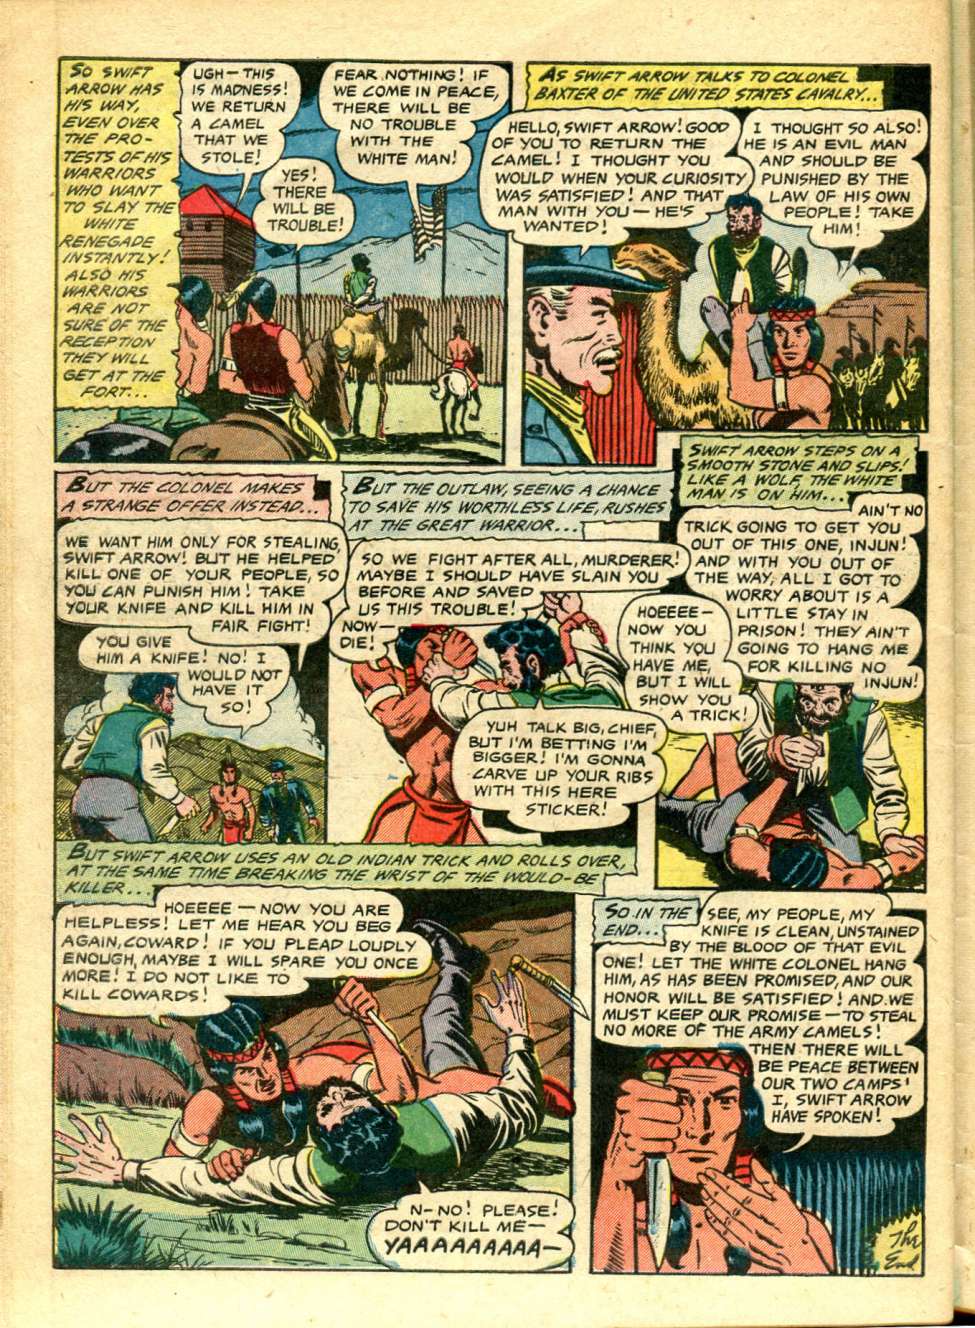 SO SWIFT
ARROW HAS
HIS WAY,
EVEN OVER
THE PRO-
TESTS OF HIS
WARRIORS
WHO WANT
TO SLAY THE
WHITE
RENEGADE
INSTANTLY!
ALSO HIS
WARRIORS
ARE NOT
SURE OF THE
RECEPTION
THEY WILL
GET AT THE
FORT...
UGH—THIS
IS MADNESS!
WE RETURN
A CAMEL
THAT WE
STOLE!
YES!
THERE
WILL BE
TROUBLE!
FEAR NOTHING! IF
WE COME IN PEACE,
THERE WILL BE
NO TROUBLE
WITH THE
WHITE MAN!
AS SWIFT ARROW TALKS TO COLONEL
BAXTER OF THE UNITED STATES CAVALRY...
HELLO, SWIFT ARROW! GOOD
OF YOU TO RETURN THE
CAMEL! I THOUGHT YOU
WOULD WHEN YOUR CURIOSITY
WAS SATISFIED! AND THAT
MAN WITH YOU—HE'S
WANTED!
I THOUGHT SO ALSO!
HE IS AN EVIL MAN
AND SHOULD BE
PUNISHED BY THE
LAW OF HIS OWN
PEOPLE! TAKE
HIM!
BUT THE COLONEL MAKES
A STRANGE OFFER INSTEAD...
WE WANT HIM ONLY FOR STEALING,
SWIFT ARROW! BUT HE HELPED
KILL ONE OF YOUR PEOPLE, SO
YOU CAN PUNISH HIM! TAKE
YOUR KNIFE AND KILL HIM IN
FAIR FIGHT!
YOU GIVE
HIM A KNIFE! NO! I
WOULD NOT
HAVE IT
SO!
BUT THE OUTLAW, SEEING A CHANCE
TO SAVE HIS WORTHLESS LIFE, RUSHES
AT THE GREAT WARRIOR...
SO WE FIGHT AFTER ALL, MURDERER!
MAYBE I SHOULD HAVE SLAIN YOU
BEFORE AND SAVED
US THIS TROUBLE!
NOW—
DIE!
YUH TALK BIG, CHIEF,
BUT I'M BETTING I'M
BIGGER! I'M GONNA
CARVE UP YOUR RIBS
WITH THIS HERE
STICKER!
SWIFT ARROW STEPS ON A
SMOOTH STONE AND SLIPS!
LIKE A WOLF, THE WHITE
MAN IS ON HIM...
AIN'T NO
TRICK GOING TO GET YOU
OUT OF THIS ONE, INJUN!
AND WITH YOU OUT OF
THE WAY, ALL I GOT TO
WORRY ABOUT IS A
LITTLE STAY IN
PRISON! THEY AIN'T
GOING TO HANG ME
FOR KILLING NO
INJUN!
HOEEEE—
NOW YOU
THINK YOU
HAVE ME,
BUT I WILL
SHOW YOU
A TRICK!
BUT SWIFT ARROW USES AN OLD INDIAN TRICK AND ROLLS OVER,
AT THE SAME TIME BREAKING THE WRIST OF THE WOULD-BE
KILLER...
HOEEEE—NOW YOU ARE
HELPLESS! LET ME HEAR YOU BEG
AGAIN, COWARD! IF YOU PLEAD LOUDLY
ENOUGH, MAYBE I WILL SPARE YOU ONCE
MORE! I DO NOT LIKE TO
KILL COWARDS!
N-NO! PLEASE!
DON'T KILL ME—
YAAAAAAAAA—
SO IN THE
END...
SEE, MY PEOPLE, MY
KNIFE IS CLEAN, UNSTAINED
BY THE BLOOD OF THAT EVIL
ONE! LET THE WHITE COLONEL HANG
HIM, AS HAS BEEN PROMISED, AND OUR
HONOR WILL BE SATISFIED! AND WE
MUST KEEP OUR PROMISE—TO STEAL
NO MORE OF THE ARMY CAMELS!
THEN THERE WILL
BE PEACE BETWEEN
OUR TWO CAMPS!
I, SWIFT ARROW
HAVE SPOKEN!
The
End